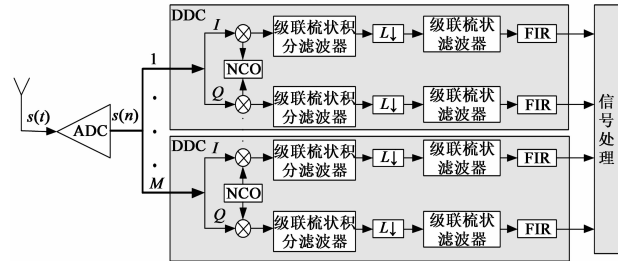 DDC
I
级联梳状积
分滤波器
L↓
级联梳状
滤波器
FIR
1
NCO
Q
级联梳状积
分滤波器
L↓
级联梳状
滤波器
FIR
s(t)
ADC
s(n)
信号处理
DDC
I
级联梳状积
分滤波器
L↓
级联梳状
滤波器
FIR
M
NCO
Q
级联梳状积
分滤波器
L↓
级联梳状
滤波器
FIR